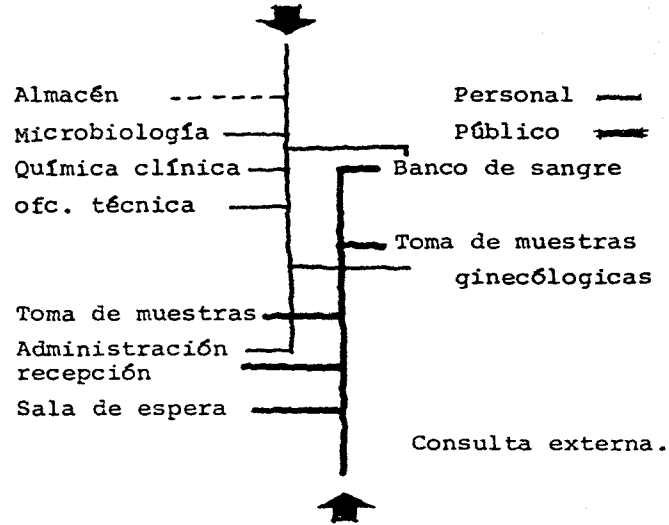 Almacén
Microbiología
Química clínica
ofc. técnica
Toma de muestras
Administración
recepción
Sala de espera
Personal
Público
Banco de sangre
Toma de muestras
ginecólogicas
Consulta externa.